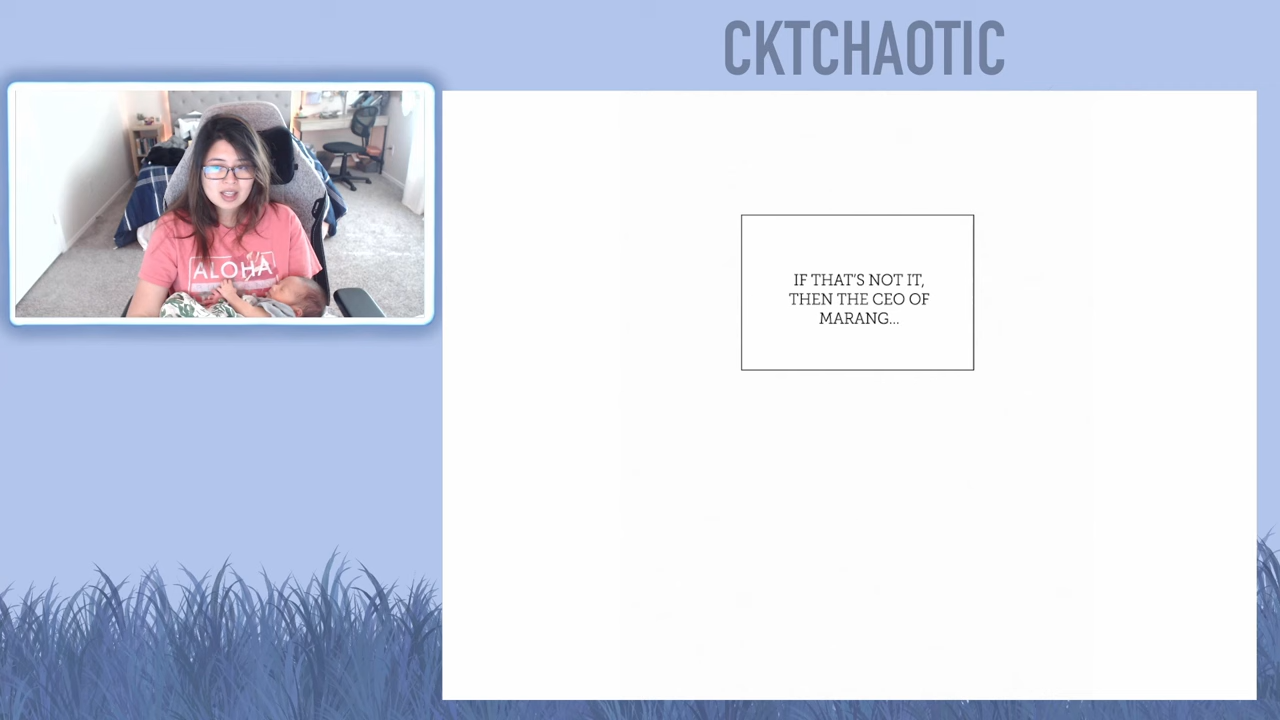 CKTCHAOTIC
ALOHA
IF THAT'S NOT IT,
THEN THE CEO OF
MARANG...